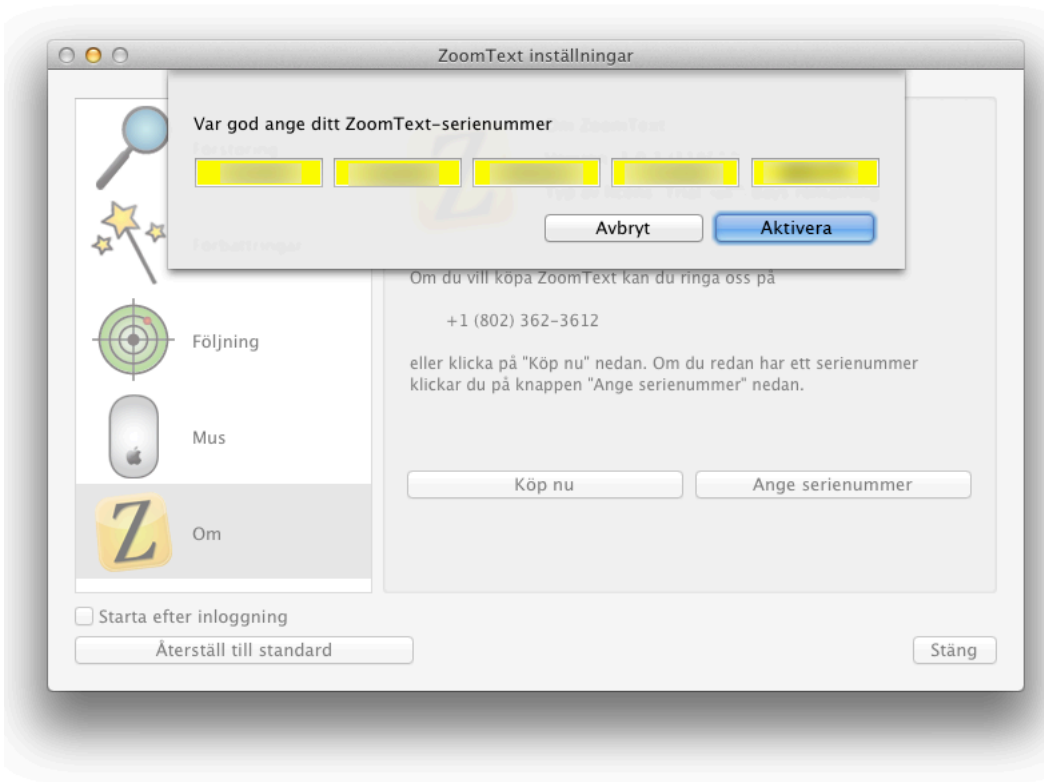 ZoomText inställningar
Var god ange ditt ZoomText-serienummer
Avbryt
Aktivera
Om du vill köpa ZoomText kan du ringa oss på
+1 (802) 362-3612
eller klicka på "Köp nu" nedan. Om du redan har ett serienummer
klickar du på knappen "Ange serienummer" nedan.
Köp nu
Ange serienummer
Förbättringar
Följning
Mus
Z
Om
Starta efter inloggning
Återställ till standard
Stäng